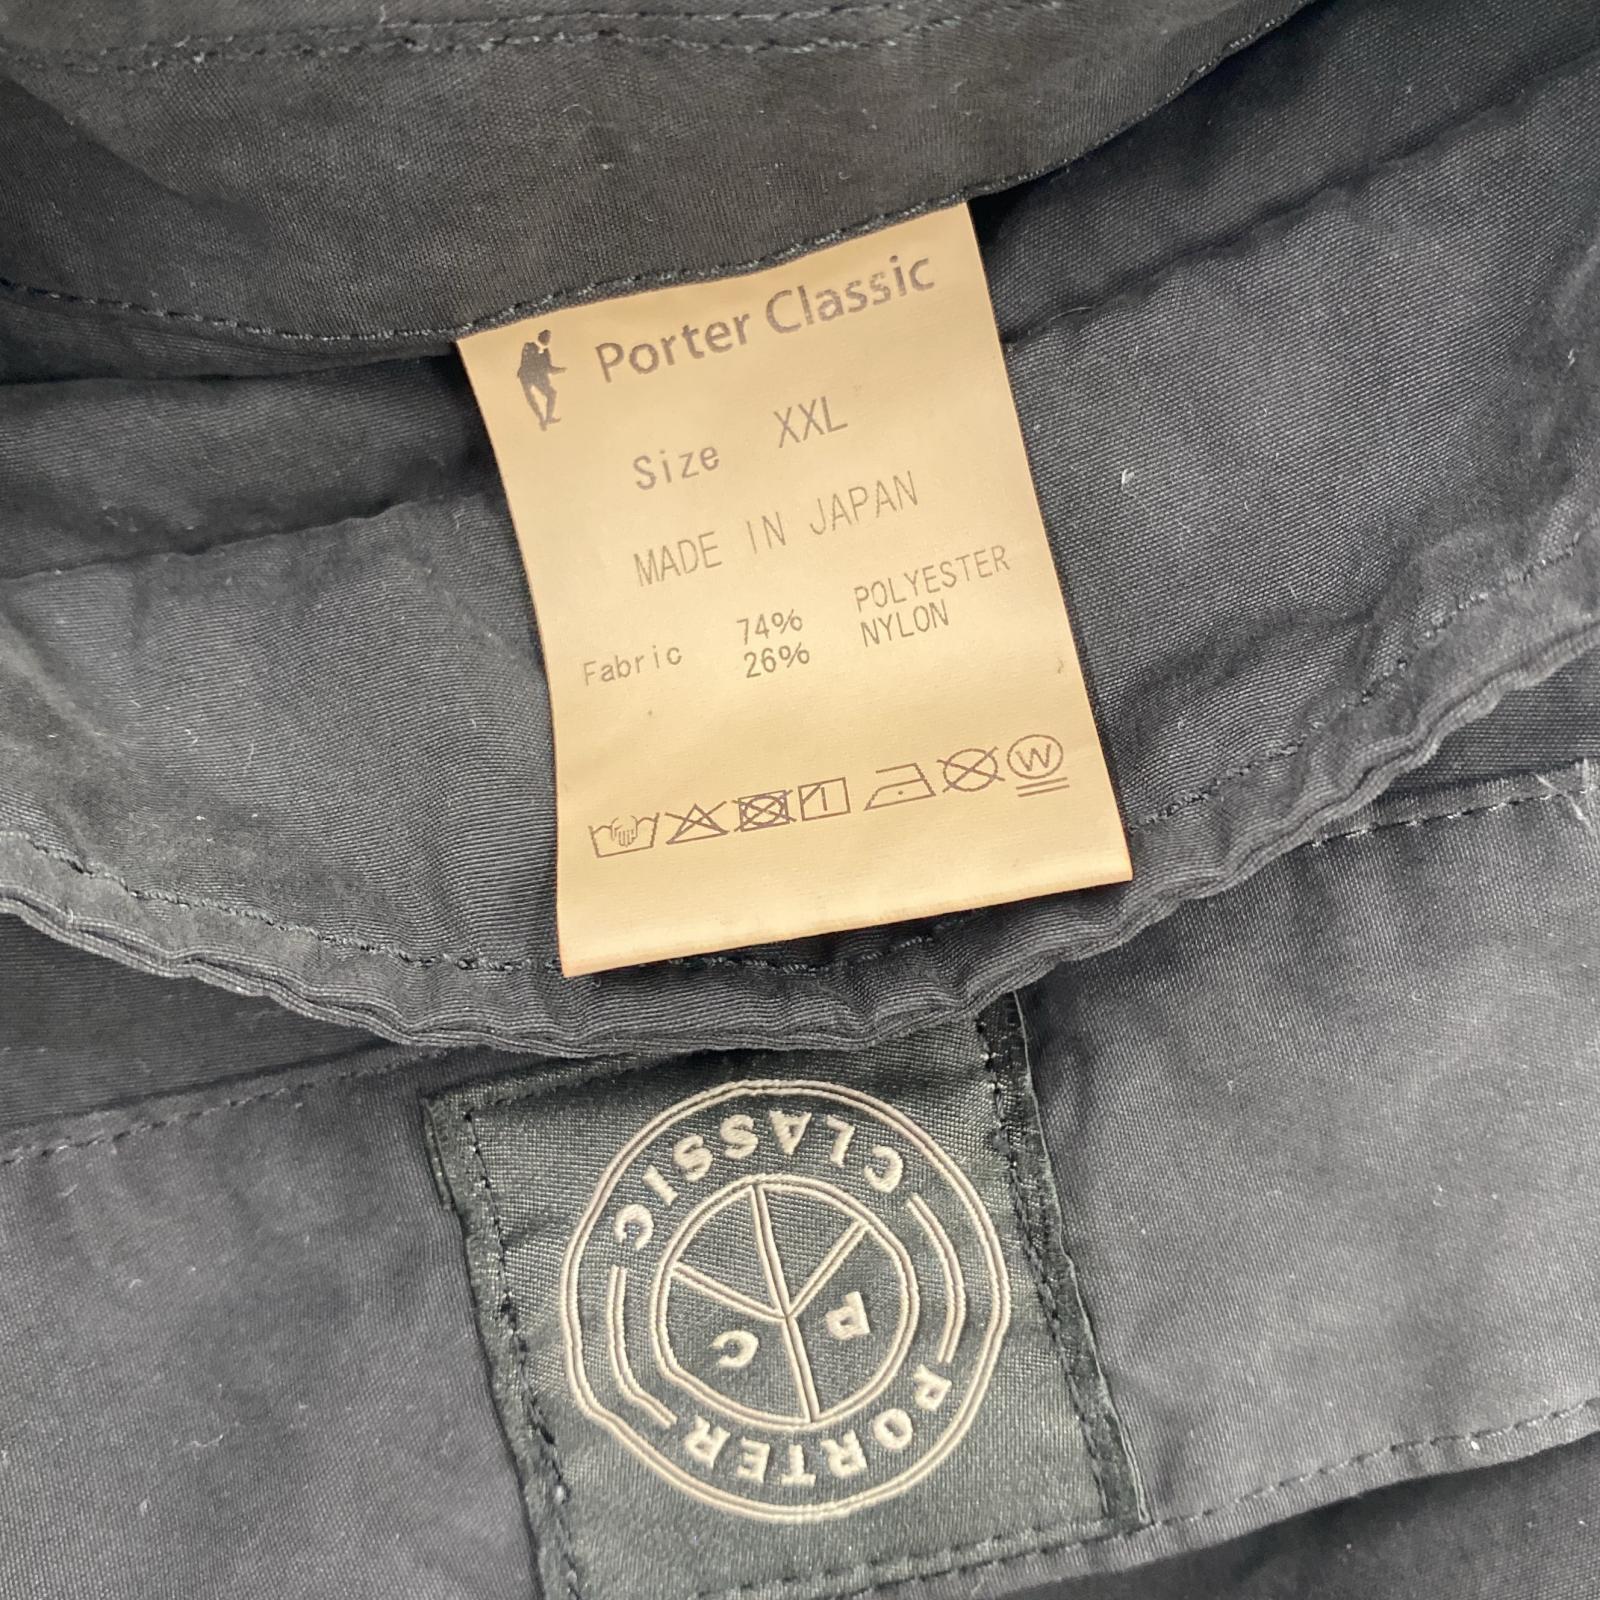 Porter Classic
Size XXL
MADE IN JAPAN
Fabric 74% POLYESTER
26% NYLON
W
PORTER
CLASSIC
P C